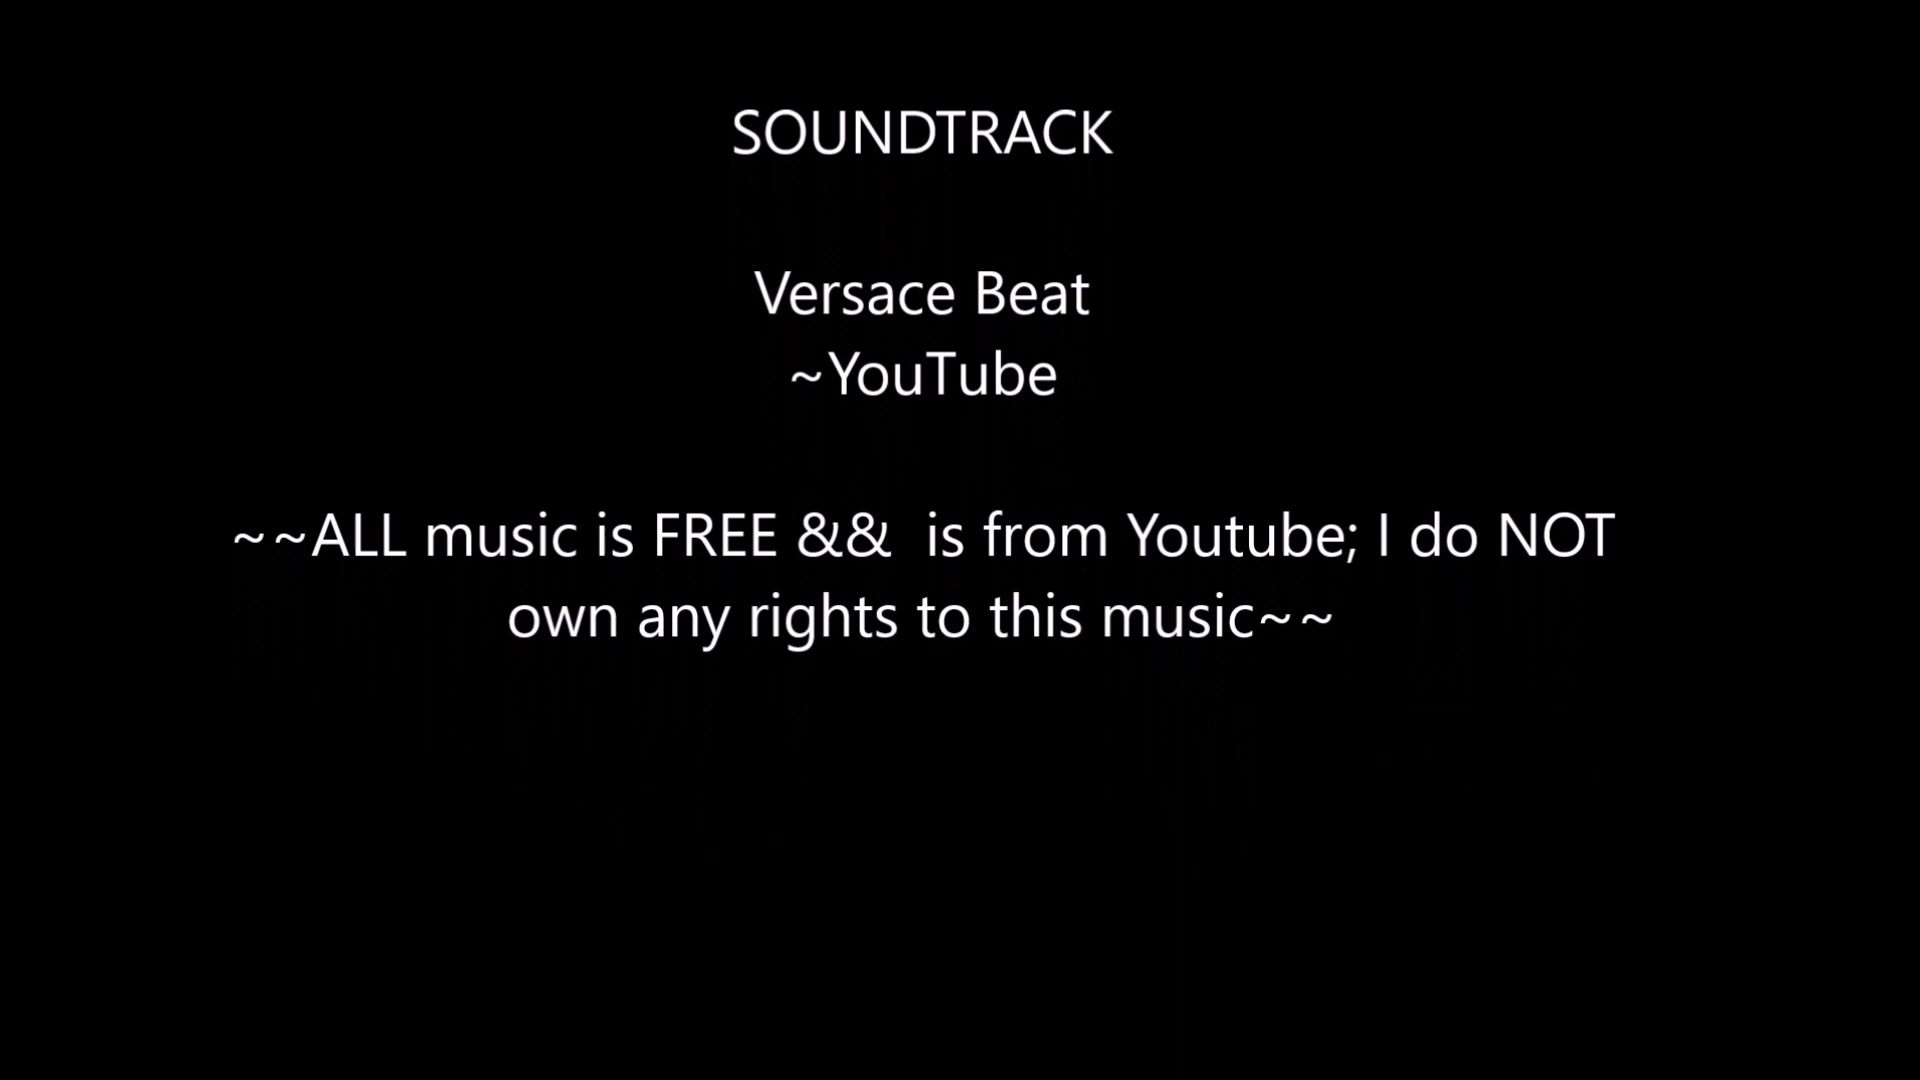 SOUNDTRACK
Versace Beat
~YouTube
~~ALL music is FREE &&  is from Youtube; I do NOT
own any rights to this music~~